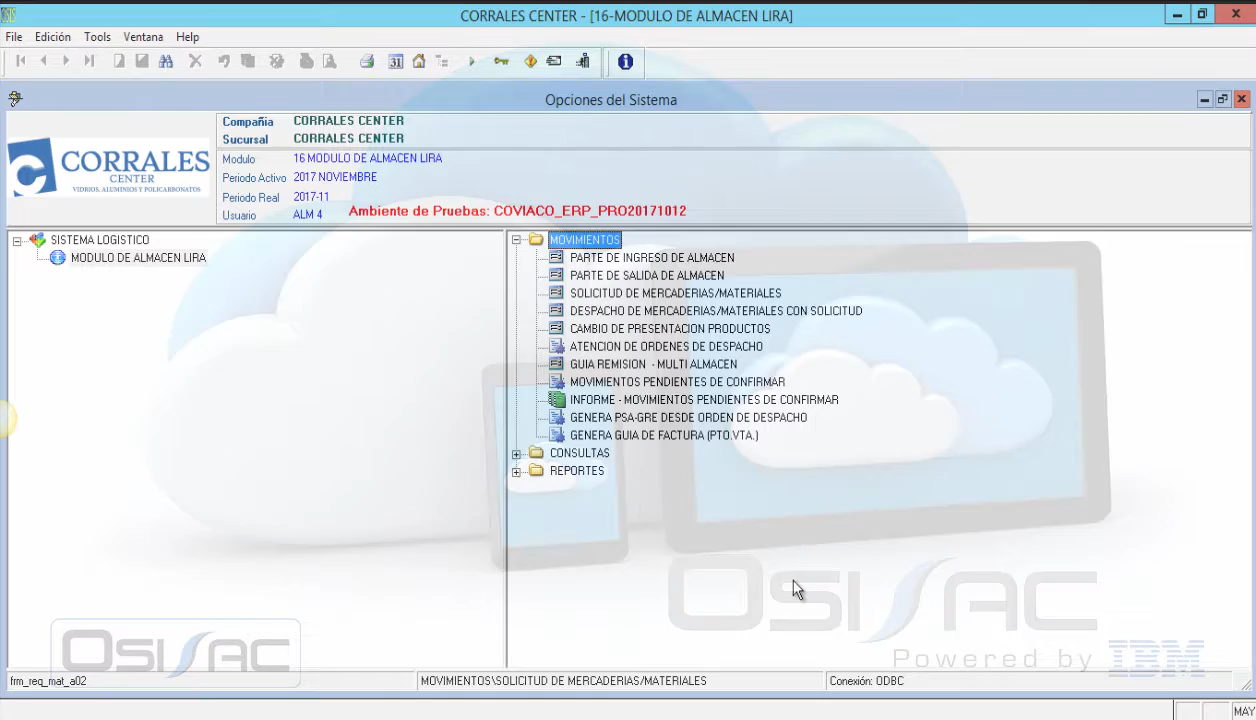 CORRALES CENTER - [16-MODULO DE ALMACEN LIRA]
File Edición Tools Ventana Help
31
Opciones del Sistema
CORRALES
CENTER
VIDRIOS, ALUMINIOS Y POLICARBONATOS
Compañia CORRALES CENTER
Sucursal CORRALES CENTER
Modulo 16 MODULO DE ALMACEN LIRA
Periodo Activo 2017 NOVIEMBRE
Periodo Real 2017-11
Usuario ALM 4 Ambiente de Pruebas: COVIACO_ERP_PRO20171012
SISTEMA LOGISTICO
MODULO DE ALMACEN LIRA
MOVIMIENTOS
PARTE DE INGRESO DE ALMACEN
PARTE DE SALIDA DE ALMACEN
SOLICITUD DE MERCADERIAS/MATERIALES
DESPACHO DE MERCADERIAS/MATERIALES CON SOLICITUD
CAMBIO DE PRESENTACION PRODUCTOS
ATENCION DE ORDENES DE DESPACHO
GUIA REMISION - MULTI ALMACEN
MOVIMIENTOS PENDIENTES DE CONFIRMAR
INFORME - MOVIMIENTOS PENDIENTES DE CONFIRMAR
GENERA PSA-GRE DESDE ORDEN DE DESPACHO
GENERA GUIA DE FACTURA (PTO.VTA.)
CONSULTAS
REPORTES
OSISAC
OSISAC
Powered by IBM
frm_req_mat_a02 MOVIMIENTOS SOLICITUD DE MERCADERIAS/MATERIALES Conexión: ODBC
MAY